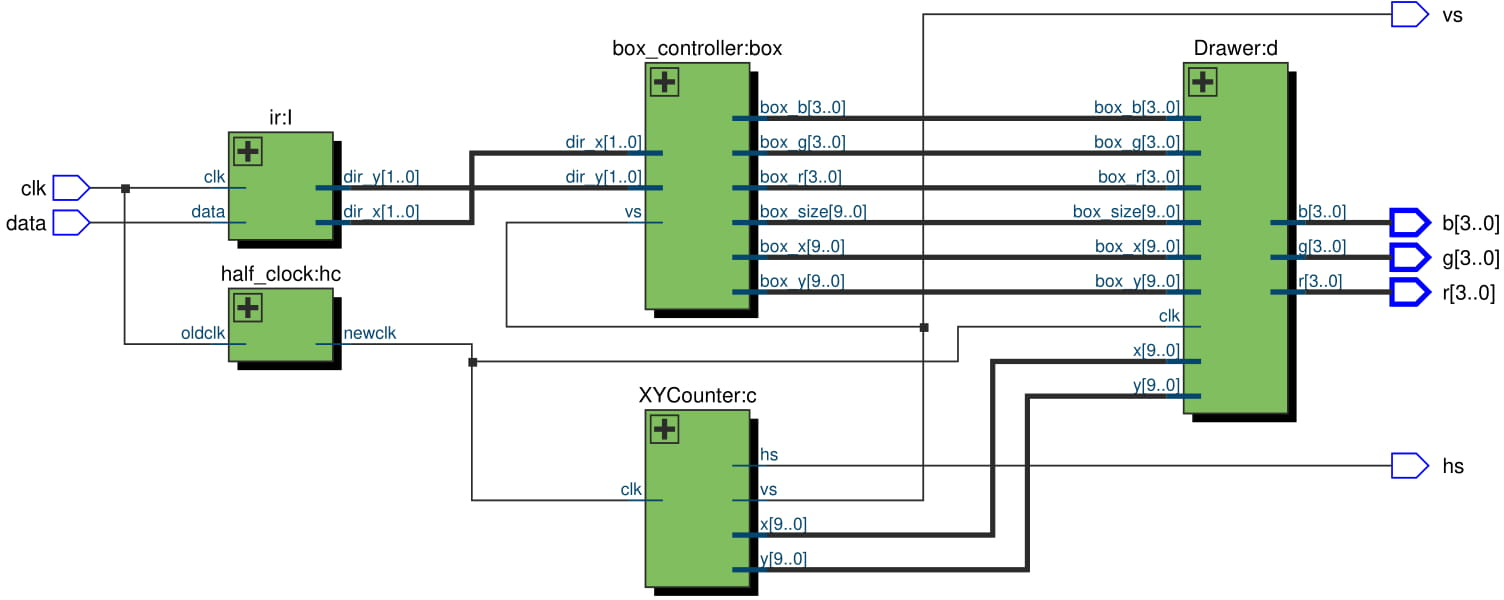 vs
box_controller:box
Drawer:d
box_b[3..0]
box_b[3..0]
ir:I
box_g[3..0]
box_g[3..0]
dir_x[1..0]
clk
clk
dir_y[1..0]
dir_y[1..0]
box_r[3..0]
box_r[3..0]
data
data
dir_x[1..0]
vs
box_size[9..0]
box_size[9..0]
b[3..0]
b[3..0]
box_x[9..0]
box_x[9..0]
g[3..0]
g[3..0]
half_clock:hc
box_y[9..0]
box_y[9..0]
r[3..0]
r[3..0]
oldclk
newclk
clk
x[9..0]
XYCounter:c
y[9..0]
hs
hs
clk
vs
x[9..0]
y[9..0]